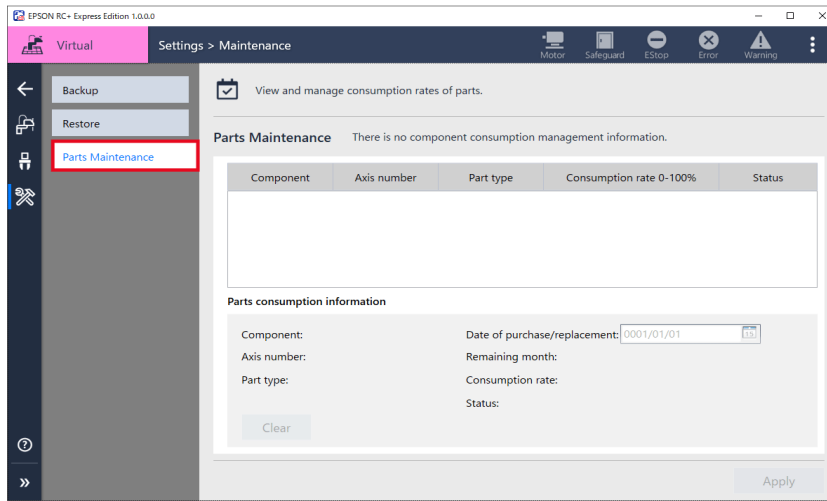 EPSON RC+ Express Edition 1.0.0.0
Virtual
Settings > Maintenance
Motor
Safeguard
EStop
Error
Warning
Backup
Restore
Parts Maintenance
View and manage consumption rates of parts.
Parts Maintenance There is no component consumption management information.
Component Axis number Part type Consumption rate 0-100% Status
Parts consumption information
Component: Date of purchase/replacement: 0001/01/01
Axis number: Remaining month:
Part type: Consumption rate:
Status:
Clear
Apply